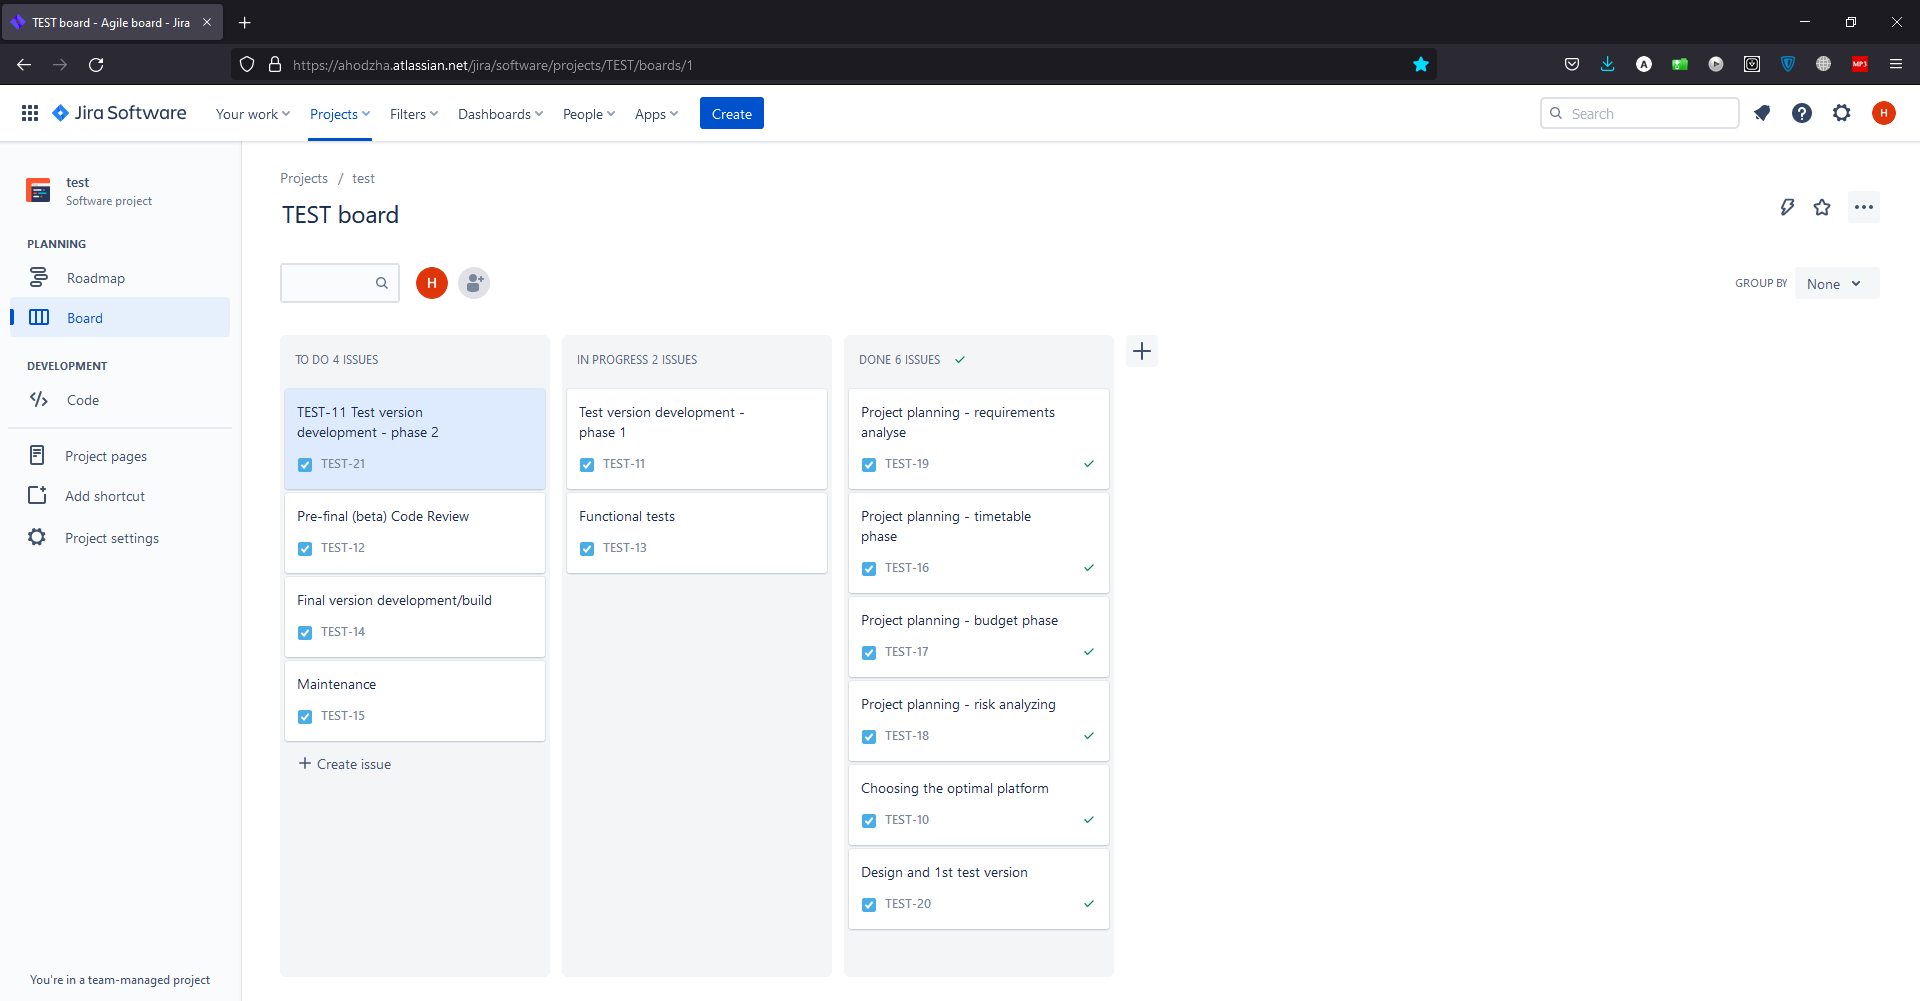 TEST board - Agile board - Jira
https://ahodzha.atlassian.net/jira/software/projects/TEST/boards/1
A
MP3
Jira Software
Your work
Projects
Filters
Dashboards
People
Apps
Create
Search
H
test
Software project
PLANNING
Roadmap
Board
DEVELOPMENT
Code
Project pages
Add shortcut
Project settings
You're in a team-managed project
Projects / test
TEST board
H
GROUP BY
None
TO DO 4 ISSUES
TEST-11 Test version
development - phase 2
TEST-21
Pre-final (beta) Code Review
TEST-12
Final version development/build
TEST-14
Maintenance
TEST-15
Create issue
IN PROGRESS 2 ISSUES
Test version development -
phase 1
TEST-11
Functional tests
TEST-13
DONE 6 ISSUES
Project planning - requirements
analyse
TEST-19
Project planning - timetable
phase
TEST-16
Project planning - budget phase
TEST-17
Project planning - risk analyzing
TEST-18
Choosing the optimal platform
TEST-10
Design and 1st test version
TEST-20